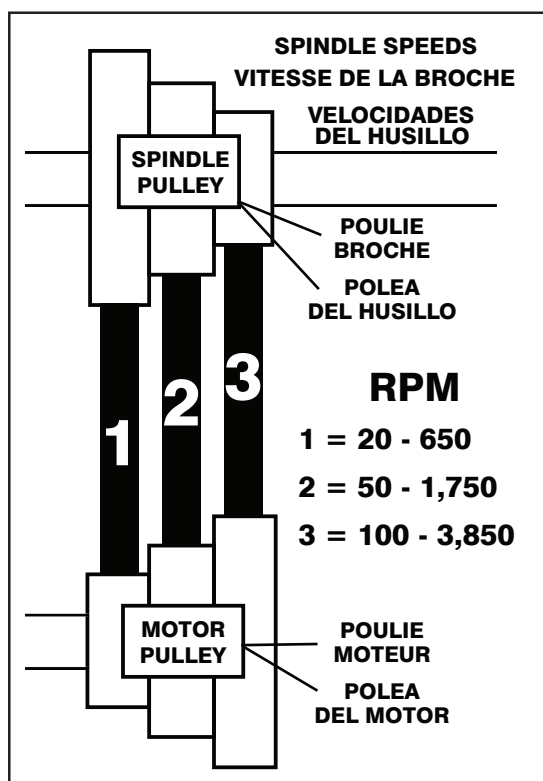 SPINDLE SPEEDS
VITESSE DE LA BROCHE
VELOCIDADES
DEL HUSILLO
SPINDLE
PULLEY
POULIE
BROCHE
POLEA
DEL HUSILLO
1
2
3
RPM
1 = 20 - 650
2 = 50 - 1,750
3 = 100 - 3,850
MOTOR
PULLEY
POULIE
MOTEUR
POLEA
DEL MOTOR